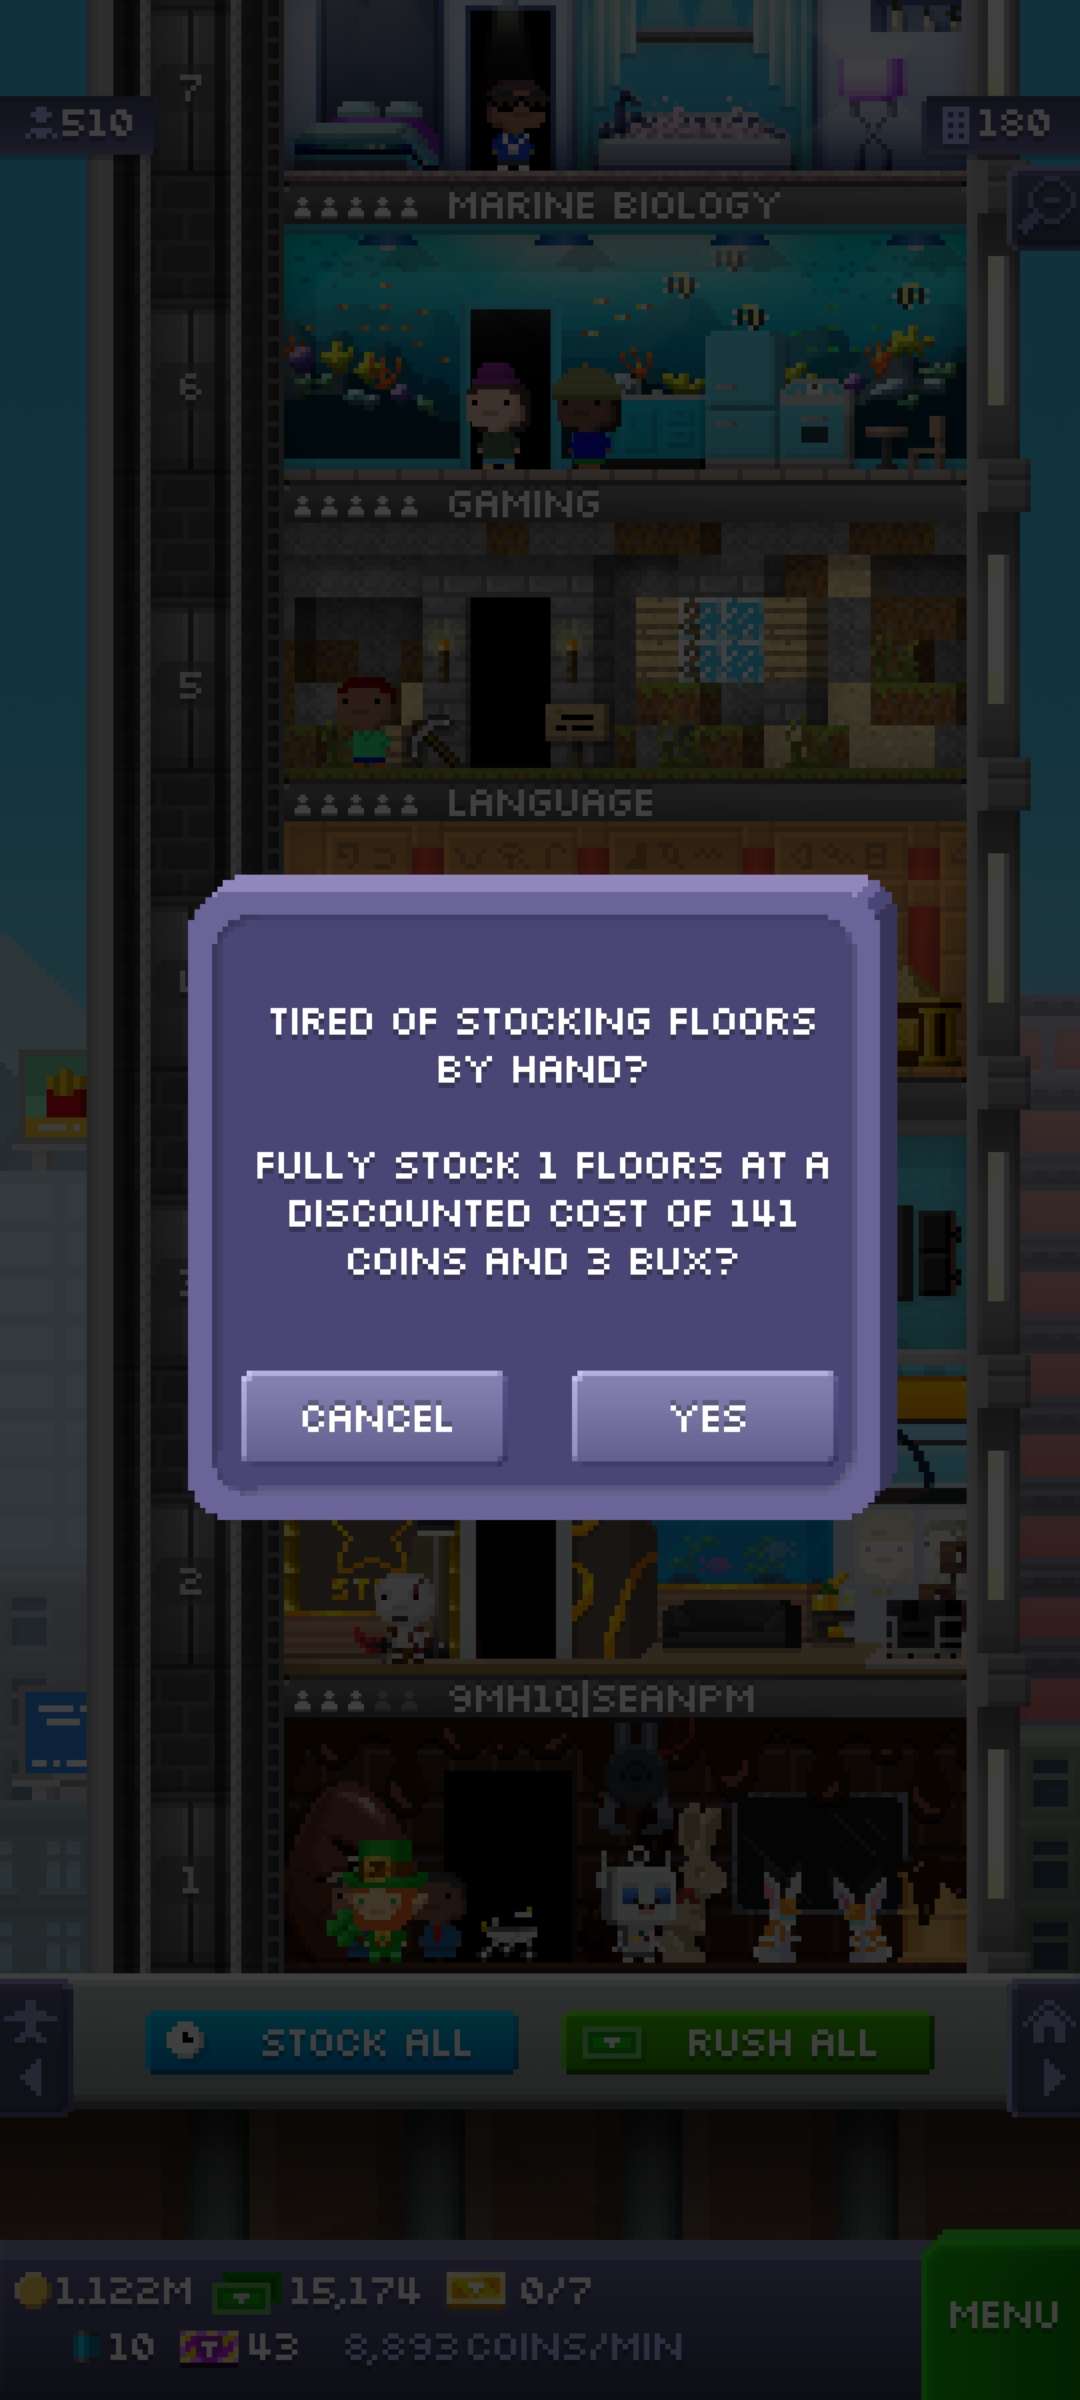 7
510
180
MARINE BIOLOGY
6
GAMING
5
LANGUAGE
TIRED OF STOCKING FLOORS
BY HAND?
FULLY STOCK 1 FLOORS AT A
DISCOUNTED COST OF 141
COINS AND 3 BUX?
CANCEL
YES
2
9MH1Q|SEANPM
1
STOCK ALL
RUSH ALL
1.122M
15,174
0/7
MENU
10
43
8,893 COINS/MIN